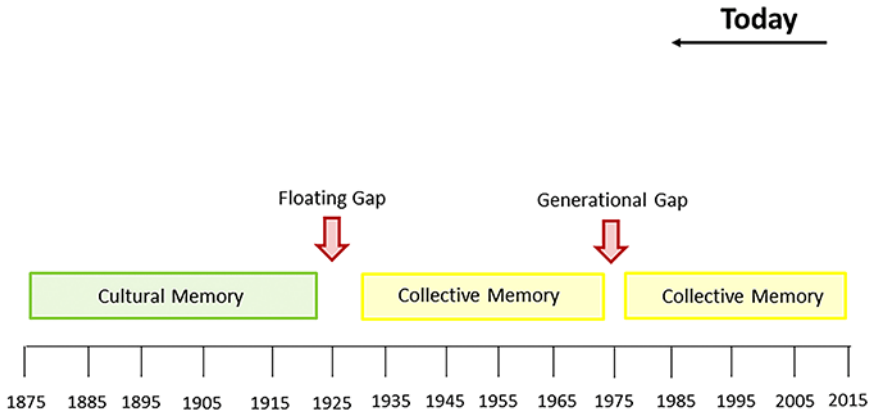 Today
Floating Gap
Generational Gap
Cultural Memory
Collective Memory
Collective Memory
1875 1885 1895 1905 1915 1925 1935 1945 1955 1965 1975 1985 1995 2005 2015